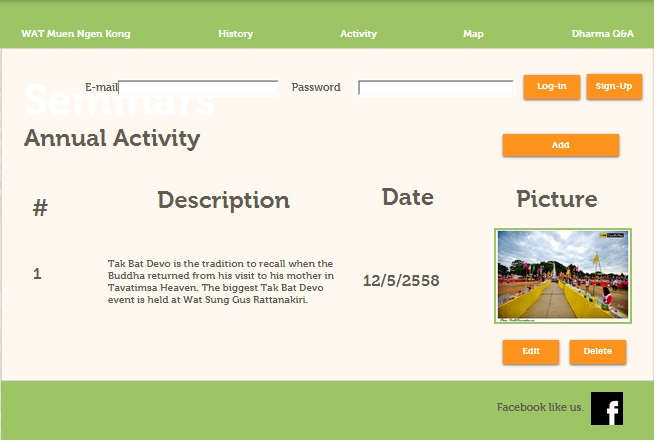 WAT Muen Ngen Kong History Activity Map Dharma Q&A
Seminars
E-mail Password Log-In Sign-Up
Annual Activity
Add
# Description Date Picture
1
Tak Bat Devo is the tradition to recall when the
Buddha returned from his visit to his mother in
Tavatimsa Heaven. The biggest Tak Bat Devo
event is held at Wat Sung Gus Rattanakiri.
12/5/2558
Edit Delete
Facebook like us. f